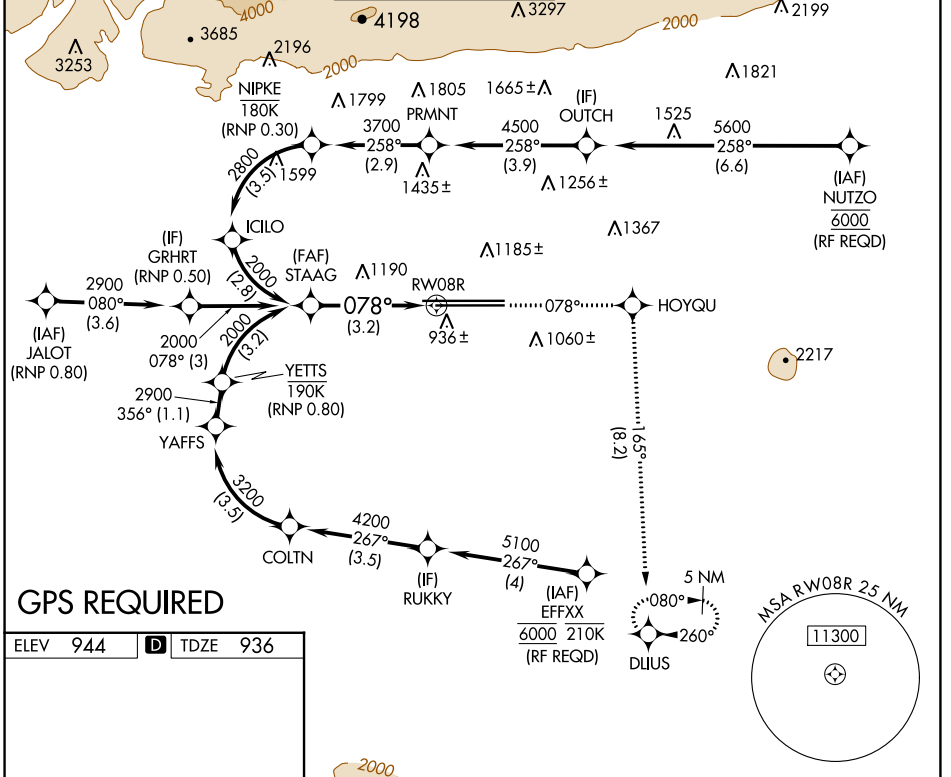 4000
4198
3297
2199
2000
3685
2196
3253
2000
1821
NIPKE
180K
(RNP 0.30)
1799
1805
PRMNT
1665±
(IF)
OUTCH
1525
3700
258°
(2.9)
4500
258°
(3.9)
5600
258°
(6.6)
2800
(3.5)
1599
1435±
1256±
(IAF)
NUTZO
6000
(RF REQD)
ICILO
(IF)
GRHRT
(RNP 0.50)
2000
(2.8)
(FAF)
STAAG
1190
1185±
1367
RW08R
2900
080°
(3.6)
078°
(3.2)
078°
HOYQU
(IAF)
JALOT
(RNP 0.80)
2000
078° (3)
2000
(3.2)
936±
1060±
2217
YETTS
190K
(RNP 0.80)
2900
356° (1.1)
YAFFS
165°
(8.2)
3200
(3.5)
COLTN
4200
267°
(3.5)
5100
267°
(4)
(IF)
RUKKY
(IAF)
EFFXX
6000 210K
(RF REQD)
5 NM
080°
260°
DLIUS
MSA RW08R 25 NM
11300
GPS REQUIRED
ELEV 944 D TDZE 936
2000